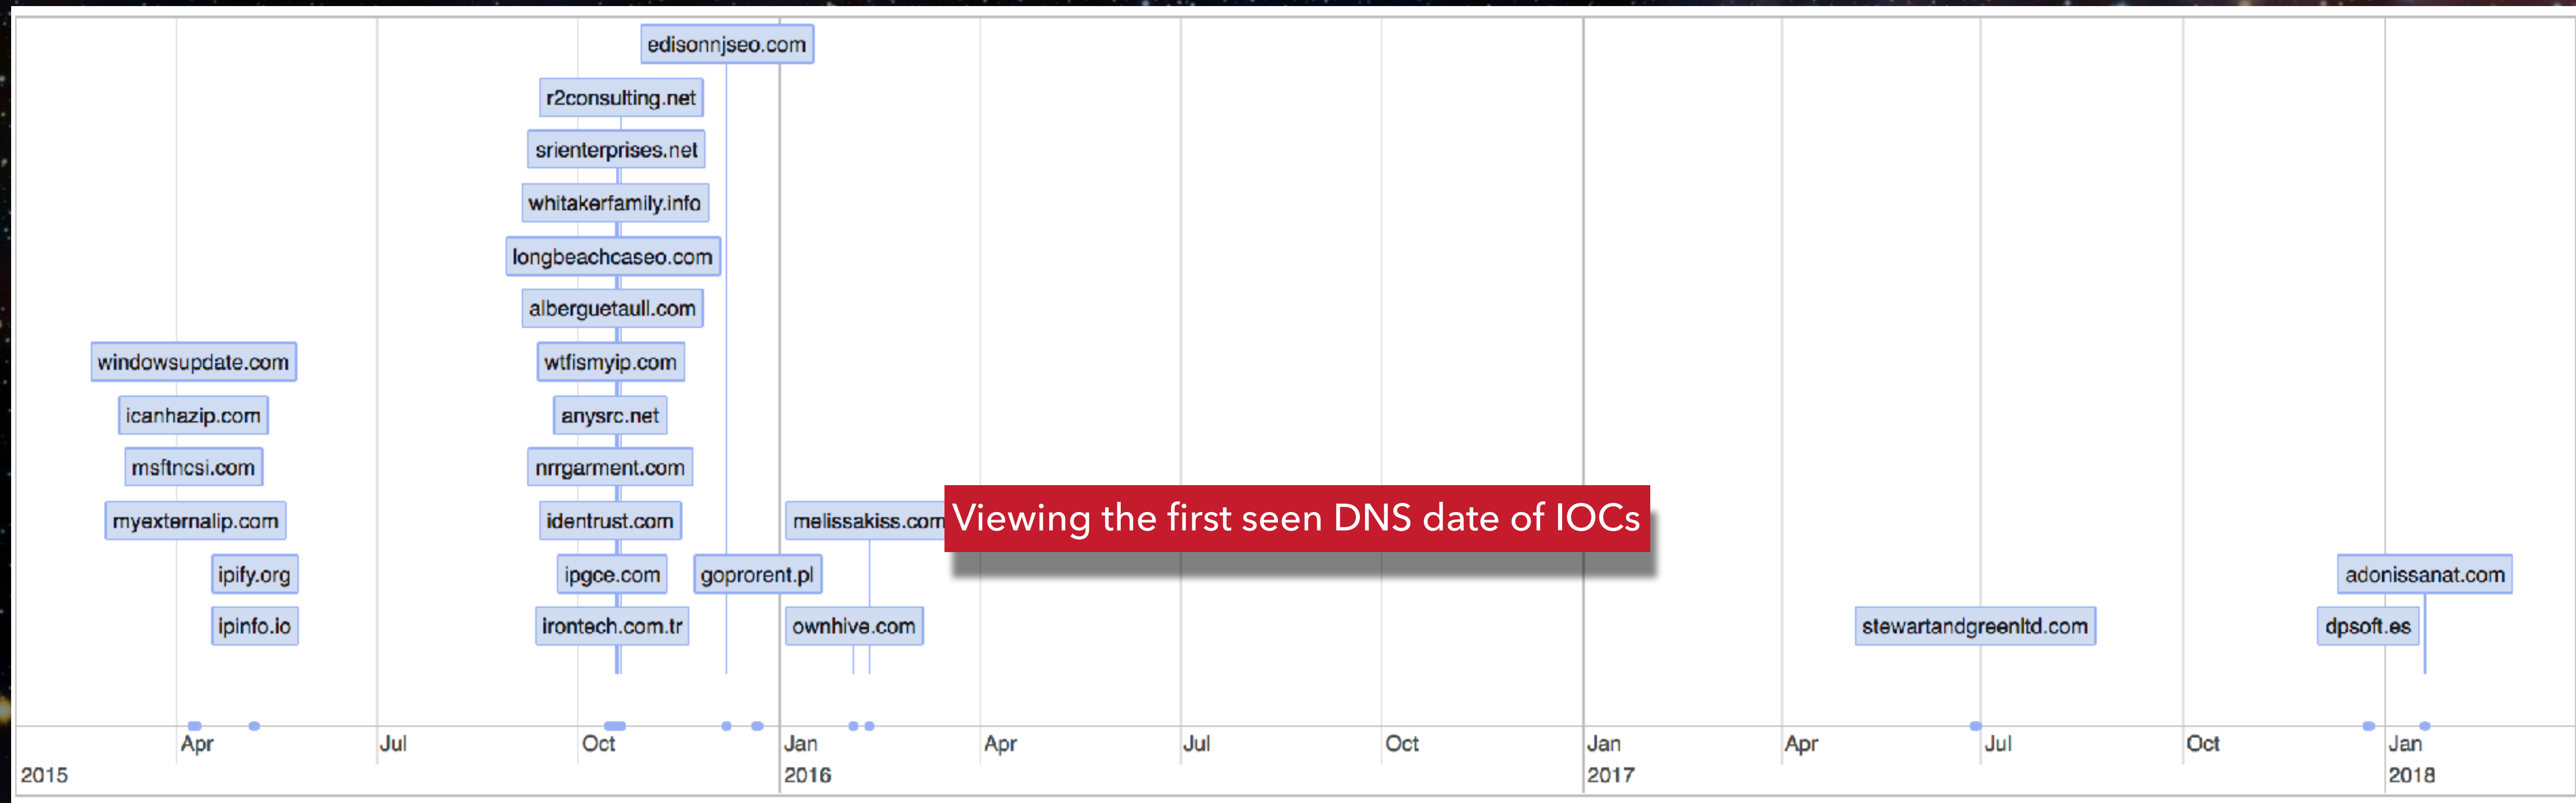 edisonnjseo.com
r2consulting.net
srienterprises.net
whitakerfamily.info
longbeachcaseo.com
alberguetaull.com
windowsupdate.com
wtfismyip.com
icanhazip.com
anysrc.net
msftncsi.com
nrrgarment.com
myexternalip.com
identrust.com
melissakiss.com
Viewing the first seen DNS date of IOCs
ipify.org
ipgce.com
goprorent.pl
adonissanat.com
ipinfo.io
irontech.com.tr
ownhive.com
stewartandgreenltd.com
dpsoft.es
Apr Jul Oct Jan Apr Jul Oct Jan Apr Jul Oct Jan
2015 2016 2017 2018